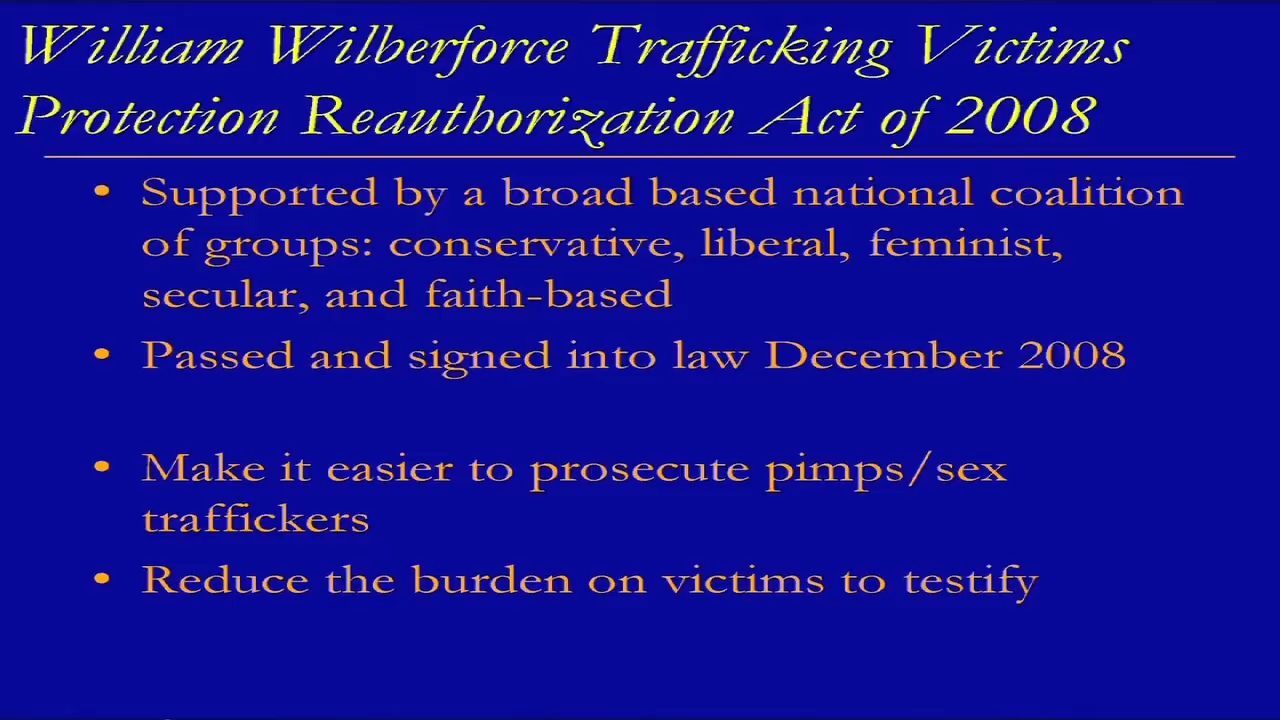 William Wilberforce Trafficking Victims
Protection Reauthorization Act of 2008
• Supported by a broad based national coalition
of groups: conservative, liberal, feminist,
secular, and faith-based
• Passed and signed into law December 2008
• Make it easier to prosecute pimps/sex
traffickers
• Reduce the burden on victims to testify